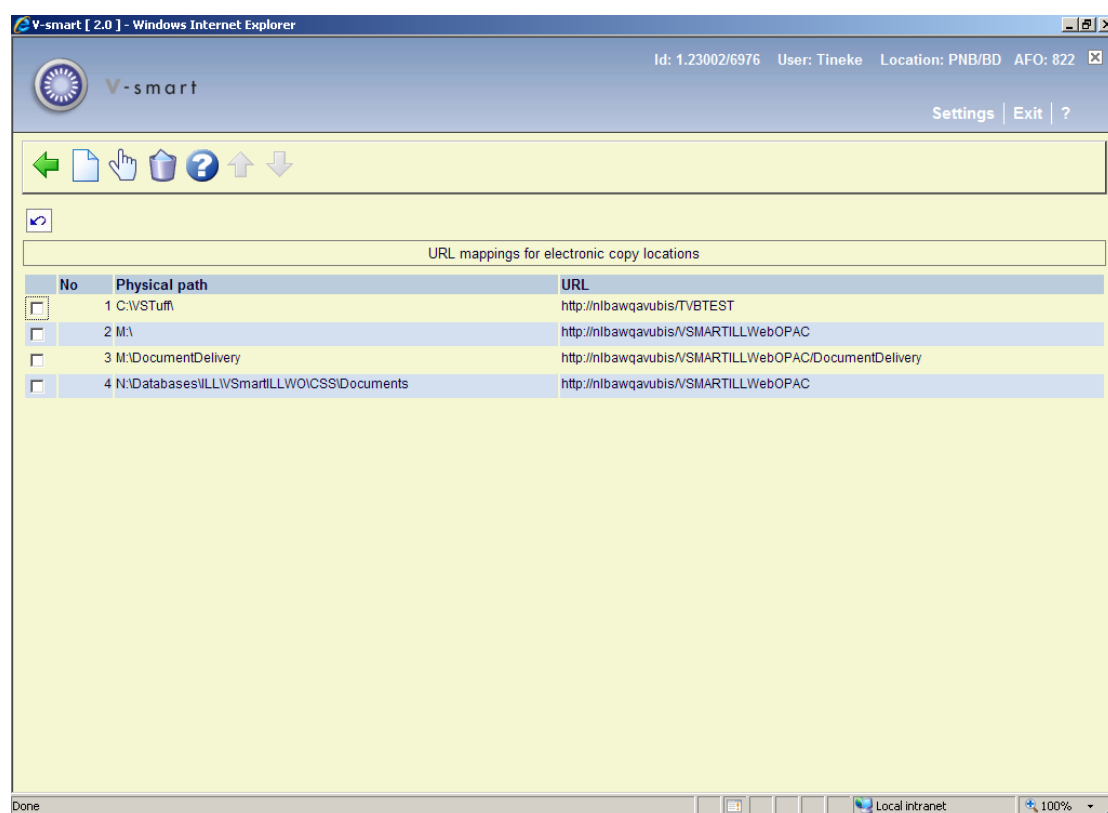 V-smart [ 2.0 ] - Windows Internet Explorer
Id: 1.23002/6976 User: Tineke Location: PNB/BD AFO: 822
V-smart
Settings | Exit | ?
URL mappings for electronic copy locations
No Physical path URL
1 C:\VSTuff\ http://nlbawqavubis/TVBTEST
2 M:\ http://nlbawqavubis/VSMARTILLWebOPAC
3 M:\DocumentDelivery http://nlbawqavubis/VSMARTILLWebOPAC/DocumentDelivery
4 N:\Databases\ILL\VSmartILLWO\CSS\Documents http://nlbawqavubis/VSMARTILLWebOPAC
Done Local intranet 100%